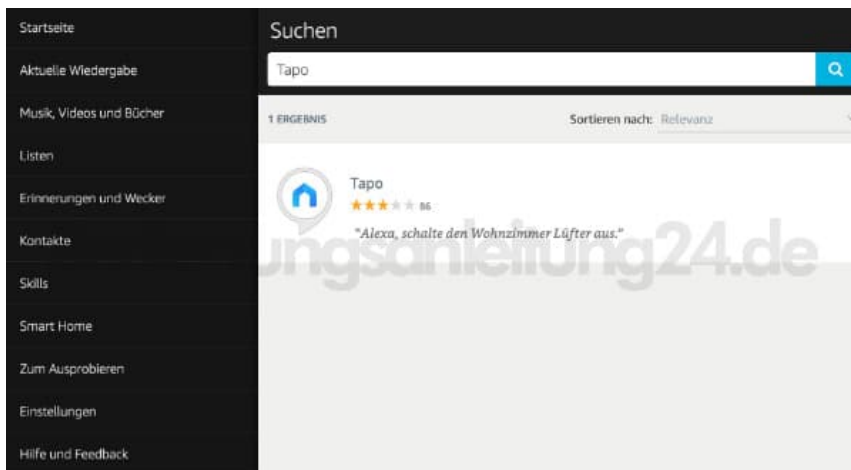 Startseite
Aktuelle Wiedergabe
Musik, Videos und Bücher
Listen
Erinnerungen und Wecker
Kontakte
Skills
Smart Home
Zum Ausprobieren
Einstellungen
Hilfe und Feedback
Suchen
Tapo
1 ERGEBNIS
Sortieren nach: Relevanz
Tapo
86
"Alexa, schalte den Wohnzimmer Lüfter aus."
ungsanleitung24.de